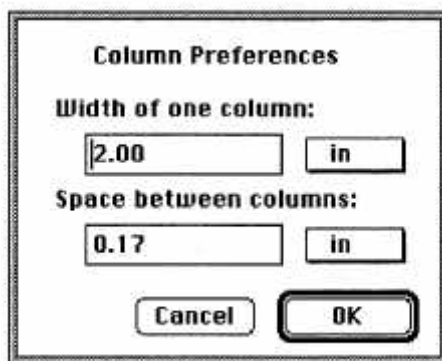 Column Preferences
Width of one column:
2.00 in
Space between columns:
0.17 in
Cancel OK